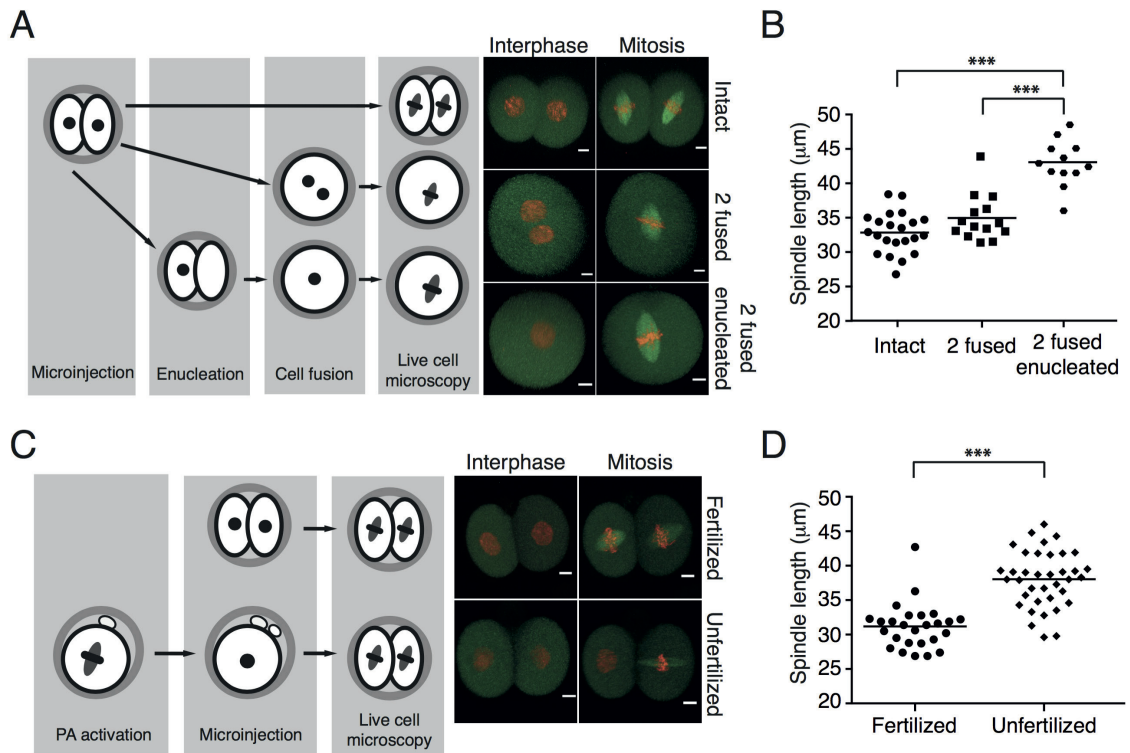 A
Interphase
Mitosis
Intact
2 fused
2 fused
enucleated
Microinjection
Enucleation
Cell fusion
Live cell
microscopy
B
***
***
Spindle length (μm)
50
45
40
35
30
25
20
Intact
2 fused
2 fused
enucleated
C
Interphase
Mitosis
Fertilized
Unfertilized
PA activation
Microinjection
Live cell
microscopy
D
***
Spindle length (μm)
50
45
40
35
30
25
20
Fertilized
Unfertilized